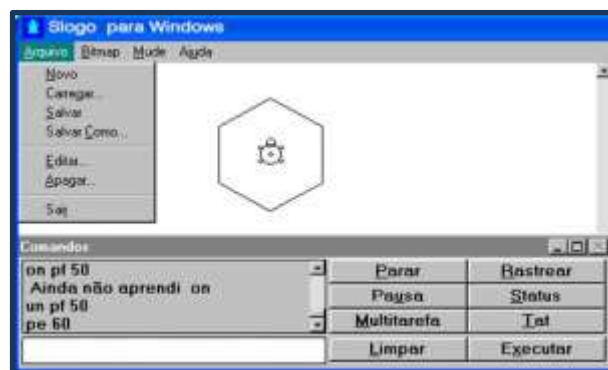 Slogo para Windows
Arquivo Bitmap Mude Ajuda
Novo
Carregar...
Salvar
Salvar Como...
Editar...
Apagar...
Sair
Comandos
on pf 50
Ainda não aprendi on
un pf 50
pe 60
Parar Rastrear
Pausa Status
Multitarefa Tat
Limpar Executar